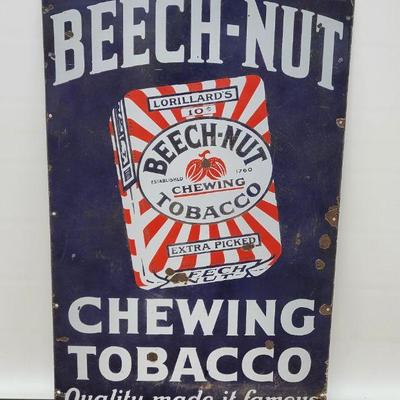 BEECH-NUT
LORILLARD'S
10¢
BEECH-NUT
ESTABLISHED 1760
CHEWING
TOBACCO
EXTRA PICKED
BEECH
NUT
CHEWING
TOBACCO
Quality made it famous